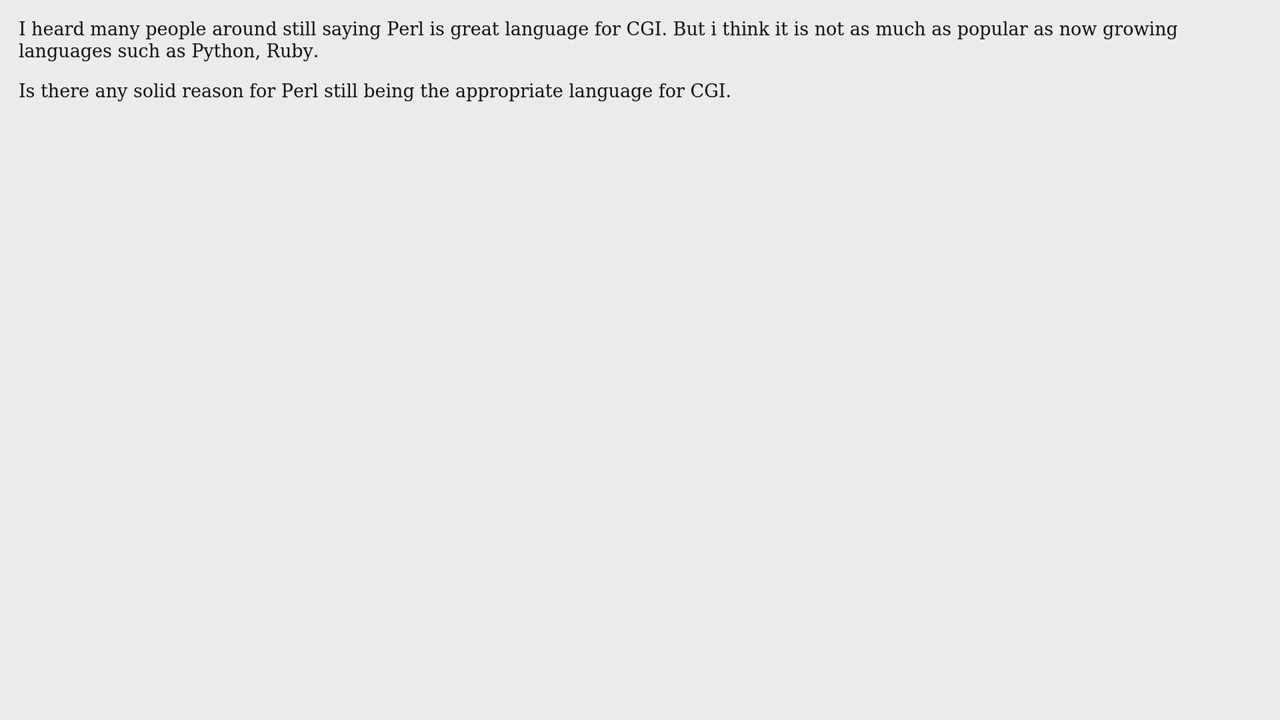 I heard many people around still saying Perl is great language for CGI. But i think it is not as much as popular as now growing
languages such as Python, Ruby.
Is there any solid reason for Perl still being the appropriate language for CGI.